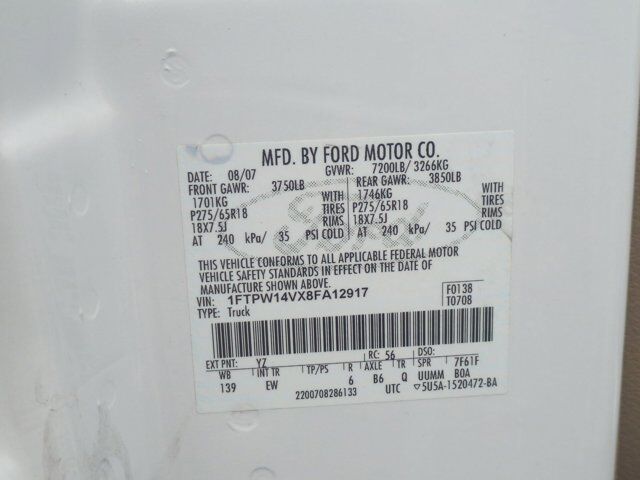 MFD. BY FORD MOTOR CO.
DATE: 08/07 GVWR: 7200LB/ 3266KG
FRONT GAWR: 3750LB REAR GAWR: 3850LB
1701KG WITH 1746KG WITH
P275/65R18 TIRES P275/65R18 TIRES
18X7.5J RIMS 18X7.5J RIMS
AT 240 kPa/ 35 PSI COLD AT 240 kPa/ 35 PSI COLD
Ford
THIS VEHICLE CONFORMS TO ALL APPLICABLE FEDERAL MOTOR
VEHICLE SAFETY STANDARDS IN EFFECT ON THE DATE OF
MANUFACTURE SHOWN ABOVE.
VIN: 1FTPW14VX8FA12917 F0138
TYPE: Truck T0708
EXT PNT: YZ RC: 56 DSO:
WB INT TR TP/PS R AXLE TR SPR 7F61F
139 EW 6 B6 Q UUMM BOA
2200708286133 UTC ▽5U5A-1520472-BA